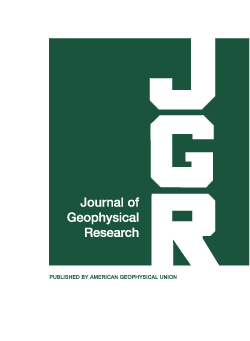 JGR
Journal of
Geophysical
Research
PUBLISHED BY AMERICAN GEOPHYSICAL UNION